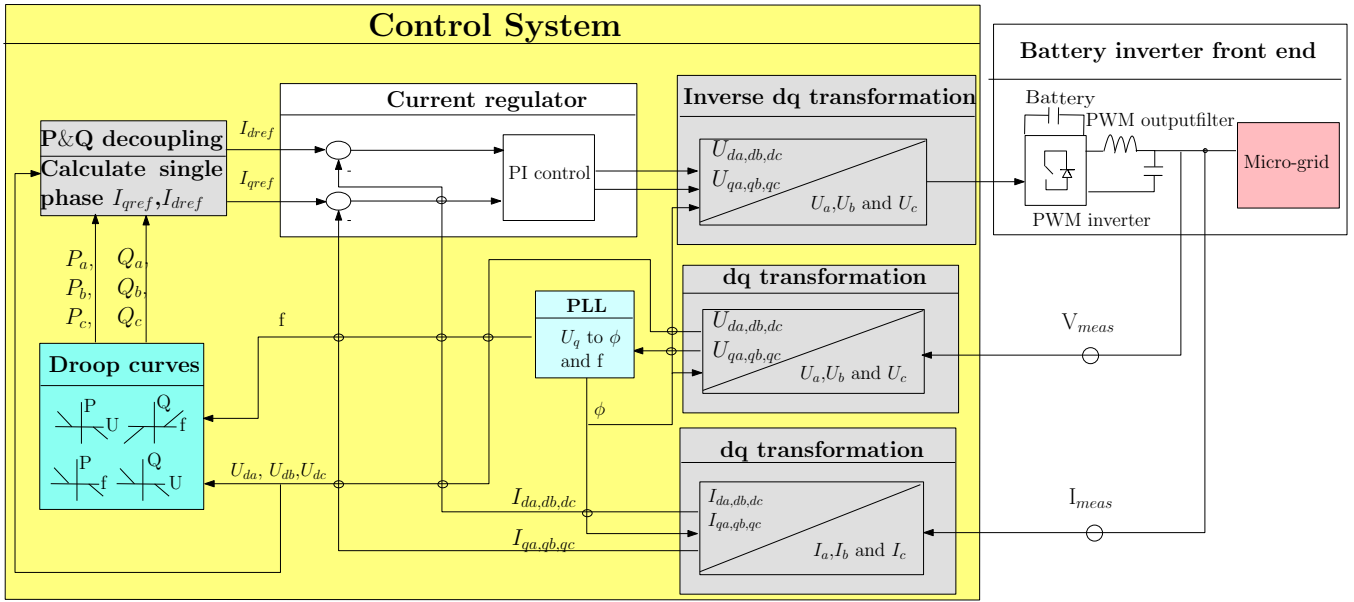 Control System
Battery inverter front end
Current regulator
Inverse dq transformation
Battery
PWM outputfilter
P&Q decoupling
Calculate single
phase I_qref,I_dref
I_dref
I_qref
-
-
PI control
U_da,db,dc
U_qa,qb,qc
U_a,U_b and U_c
PWM inverter
Micro-grid
P_a,
P_b,
P_c,
Q_a,
Q_b,
Q_c
f
PLL
U_q to ϕ
and f
ϕ
dq transformation
U_da,db,dc
U_qa,qb,qc
U_a,U_b and U_c
V_meas
Droop curves
P
U
Q
f
P
f
Q
U
U_da, U_db,U_dc
I_da,db,dc
I_qa,qb,qc
dq transformation
I_da,db,dc
I_qa,qb,qc
I_a,I_b and I_c
I_meas